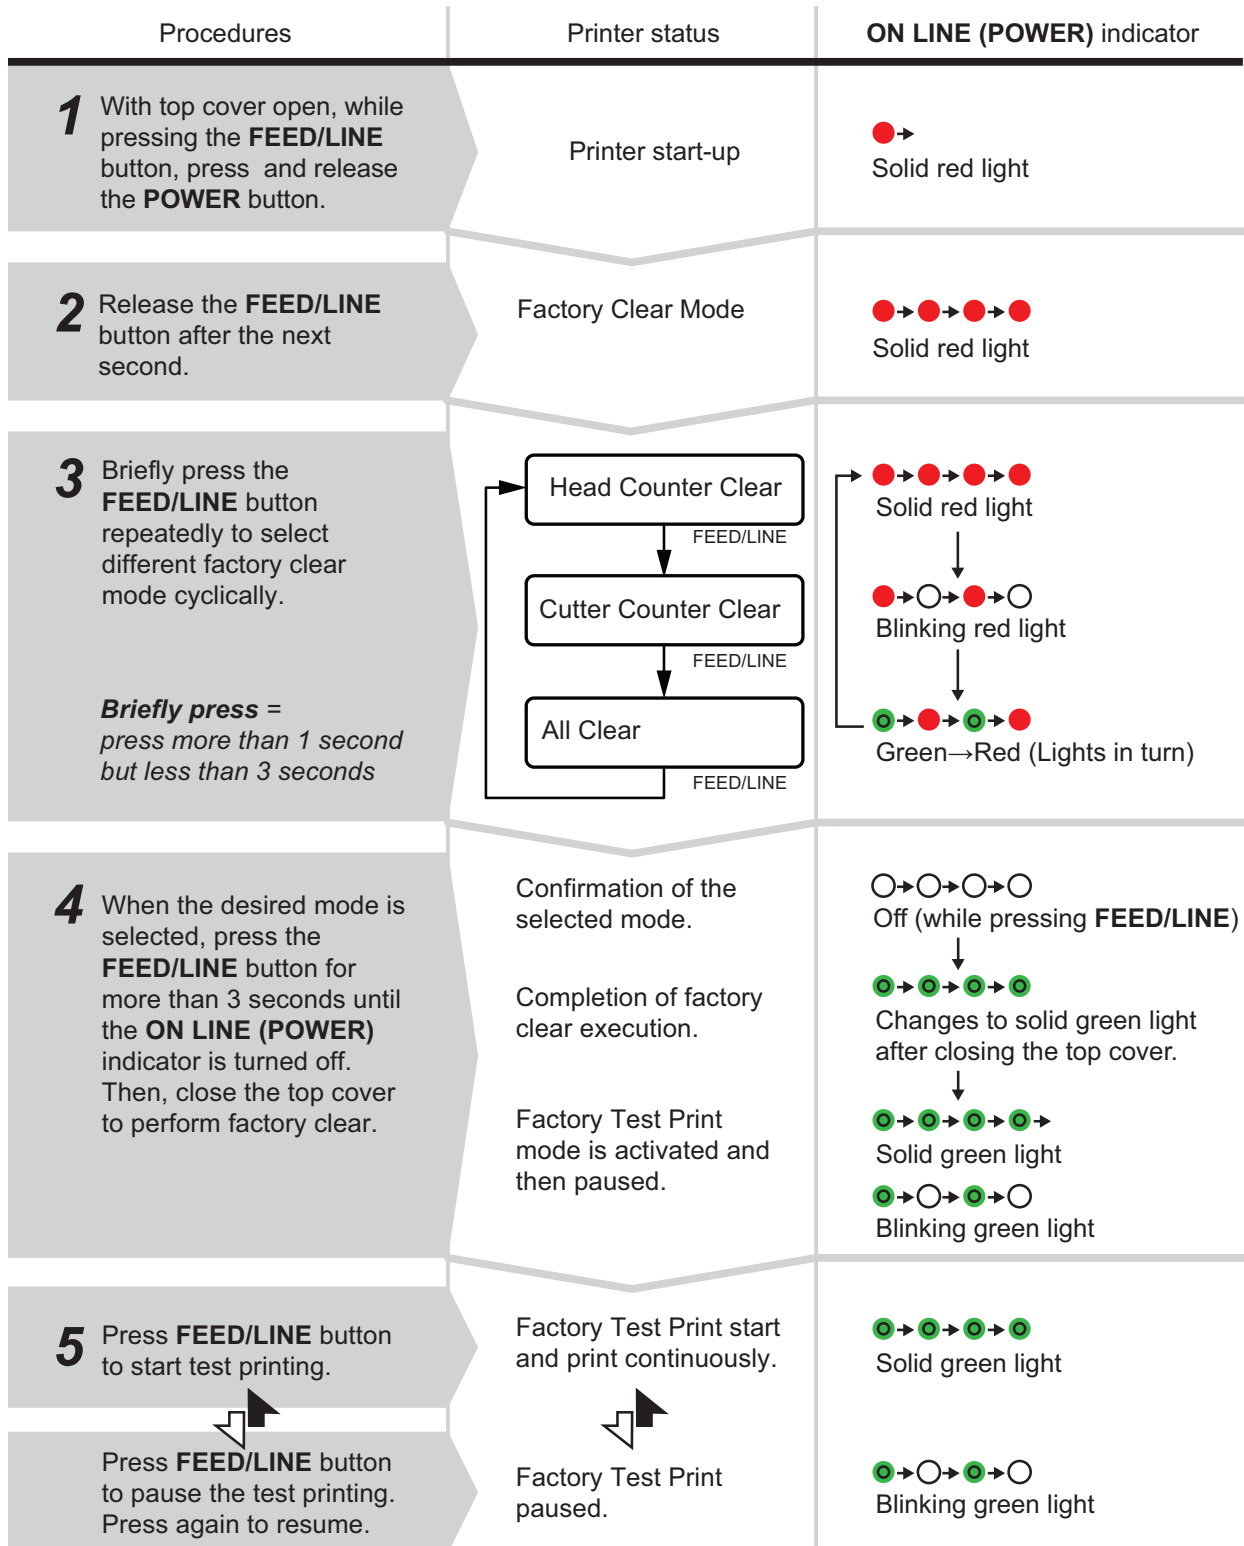 Procedures
Printer status
ON LINE (POWER) indicator
1
With top cover open, while
pressing the FEED/LINE
button, press and release
the POWER button.
Printer start-up
Solid red light
2
Release the FEED/LINE
button after the next
second.
Factory Clear Mode
Solid red light
3
Briefly press the
FEED/LINE button
repeatedly to select
different factory clear
mode cyclically.
Briefly press =
press more than 1 second
but less than 3 seconds
Head Counter Clear
FEED/LINE
Cutter Counter Clear
FEED/LINE
All Clear
FEED/LINE
Solid red light
Blinking red light
Green→Red (Lights in turn)
4
When the desired mode is
selected, press the
FEED/LINE button for
more than 3 seconds until
the ON LINE (POWER)
indicator is turned off.
Then, close the top cover
to perform factory clear.
Confirmation of the
selected mode.
Completion of factory
clear execution.
Factory Test Print
mode is activated and
then paused.
Off (while pressing FEED/LINE)
Changes to solid green light
after closing the top cover.
Solid green light
Blinking green light
5
Press FEED/LINE button
to start test printing.
Factory Test Print start
and print continuously.
Solid green light
Press FEED/LINE button
to pause the test printing.
Press again to resume.
Factory Test Print
paused.
Blinking green light